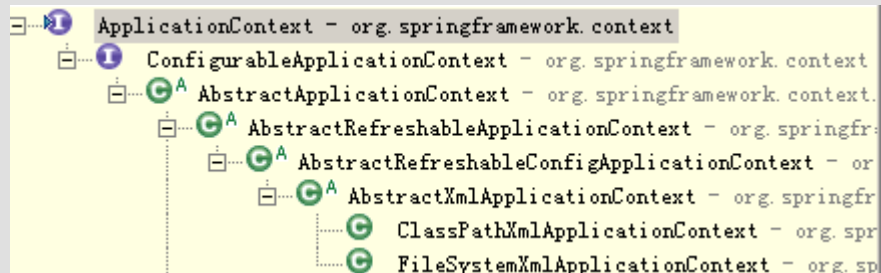 ApplicationContext - org.springframework.context
ConfigurableApplicationContext - org.springframework.context
A AbstractApplicationContext - org.springframework.context.
A AbstractRefreshableApplicationContext - org.springfr
A AbstractRefreshableConfigApplicationContext - or
A AbstractXmlApplicationContext - org.springfr
ClassPathXmlApplicationContext - org.spr
FileSystemXmlApplicationContext - org.sp